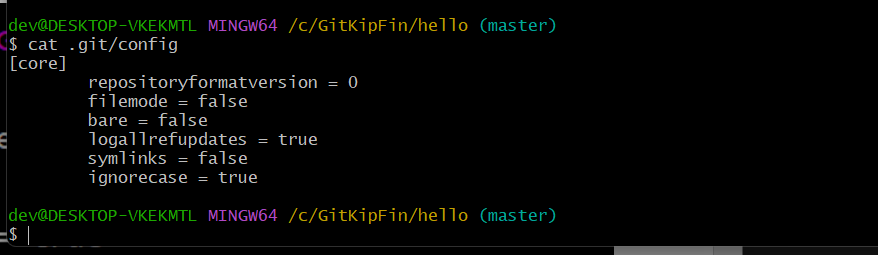 dev@DESKTOP-VKEKMTL MINGW64 /c/GitKipFin/hello (master)
$ cat .git/config
[core]
        repositoryformatversion = 0
        filemode = false
        bare = false
        logallrefupdates = true
        symlinks = false
        ignorecase = true

dev@DESKTOP-VKEKMTL MINGW64 /c/GitKipFin/hello (master)
$